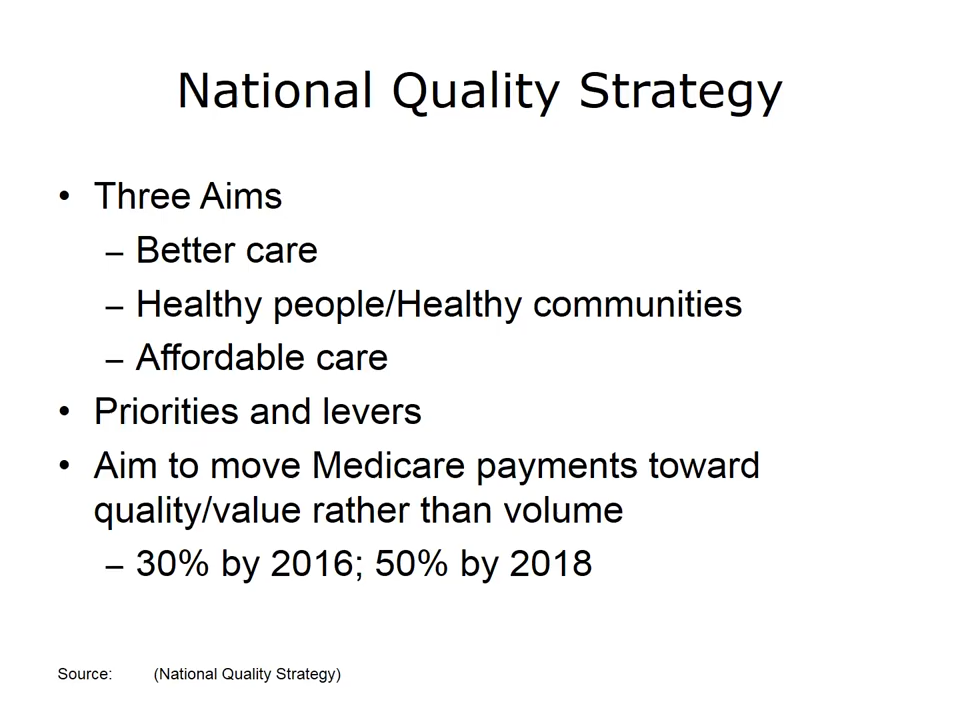 National Quality Strategy
• Three Aims
– Better care
– Healthy people/Healthy communities
– Affordable care
• Priorities and levers
• Aim to move Medicare payments toward
quality/value rather than volume
– 30% by 2016; 50% by 2018
Source: (National Quality Strategy)